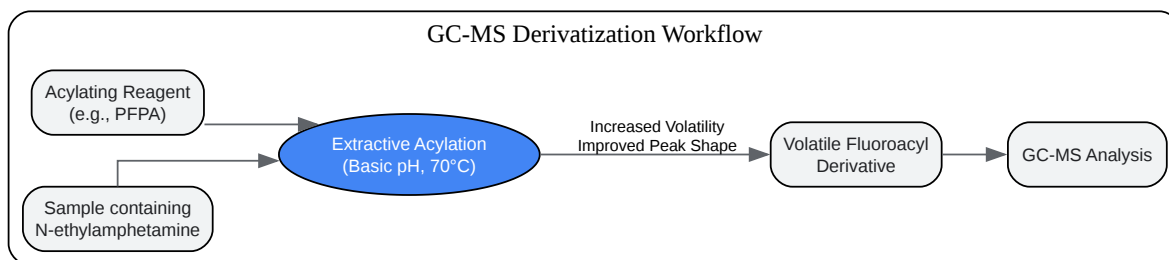 GC-MS Derivatization Workflow
Acylating Reagent
(e.g., PFPA)
Sample containing
N-ethylamphetamine
Extractive Acylation
(Basic pH, 70°C)
Increased Volatility
Improved Peak Shape
Volatile Fluoroacyl
Derivative
GC-MS Analysis